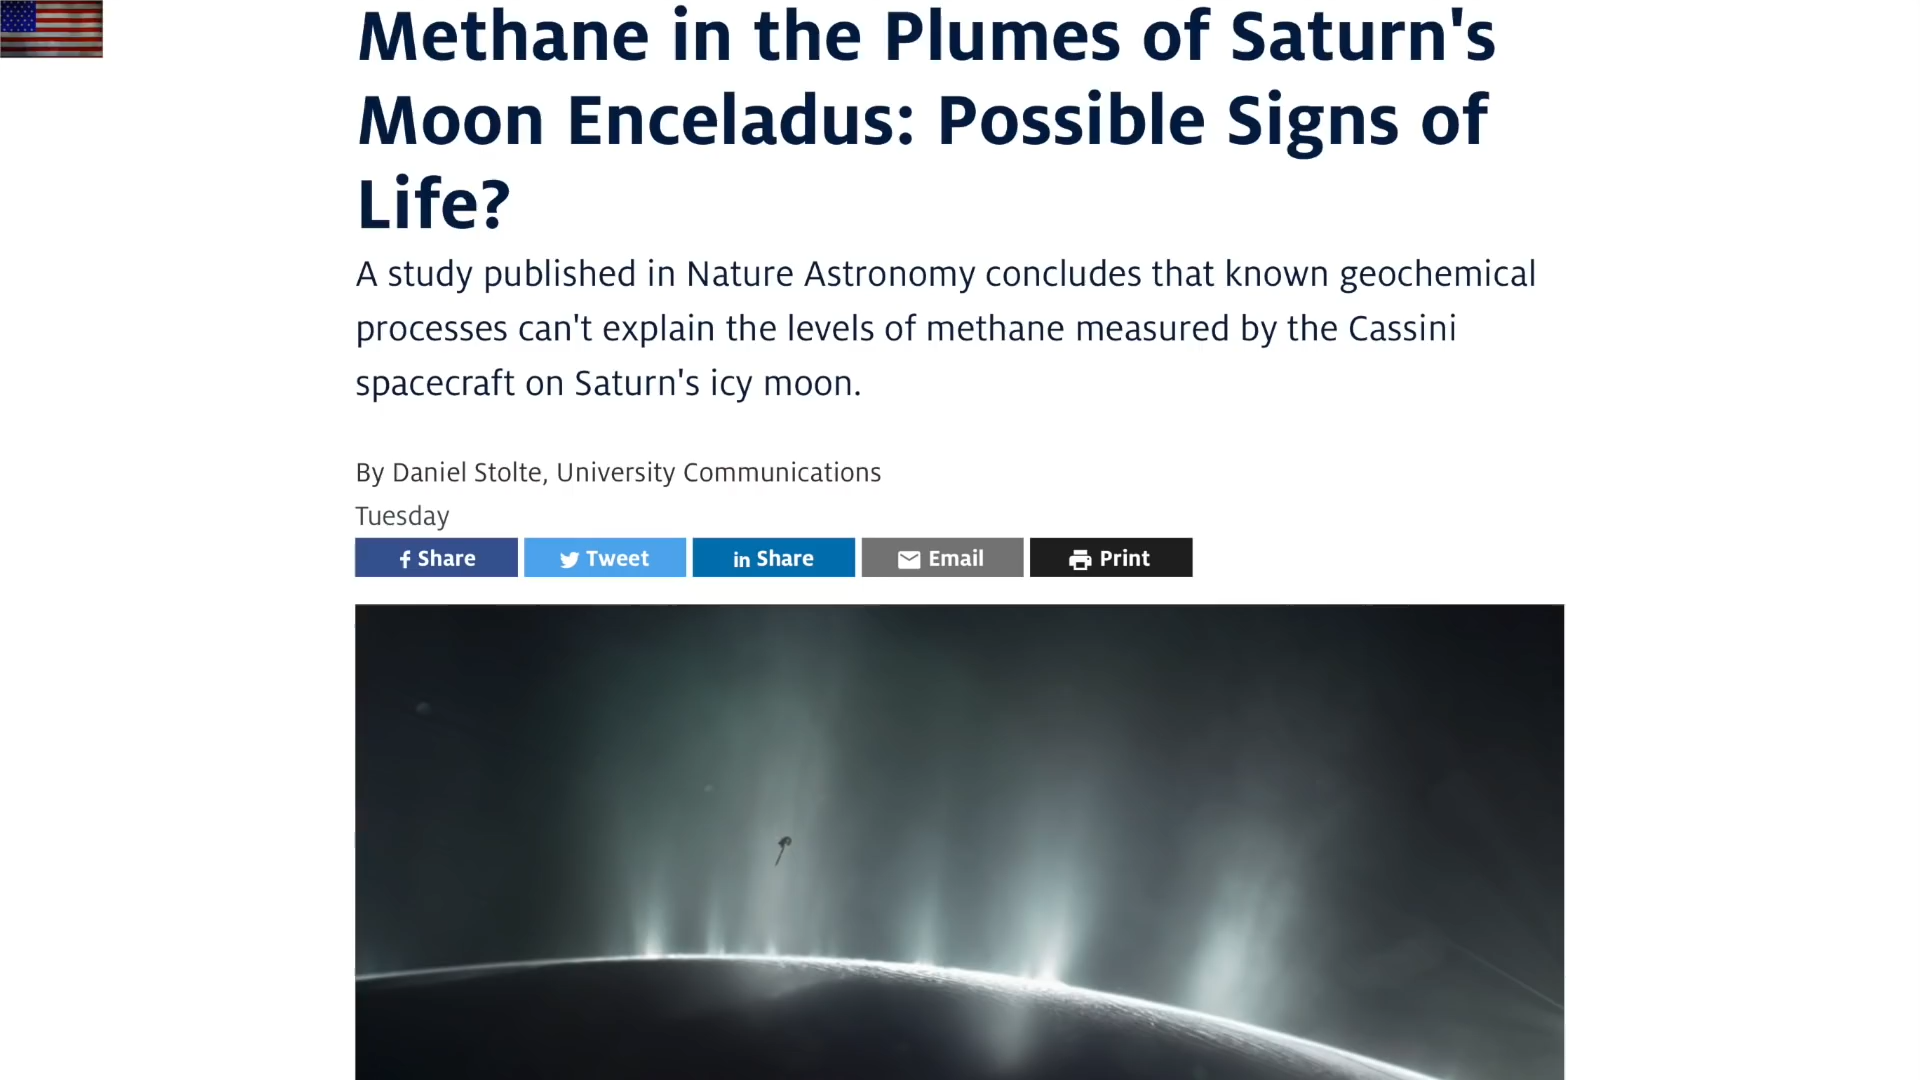 Methane in the Plumes of Saturn's
Moon Enceladus: Possible Signs of
Life?
A study published in Nature Astronomy concludes that known geochemical
processes can't explain the levels of methane measured by the Cassini
spacecraft on Saturn's icy moon.
By Daniel Stolte, University Communications
Tuesday
Share Tweet in Share Email Print